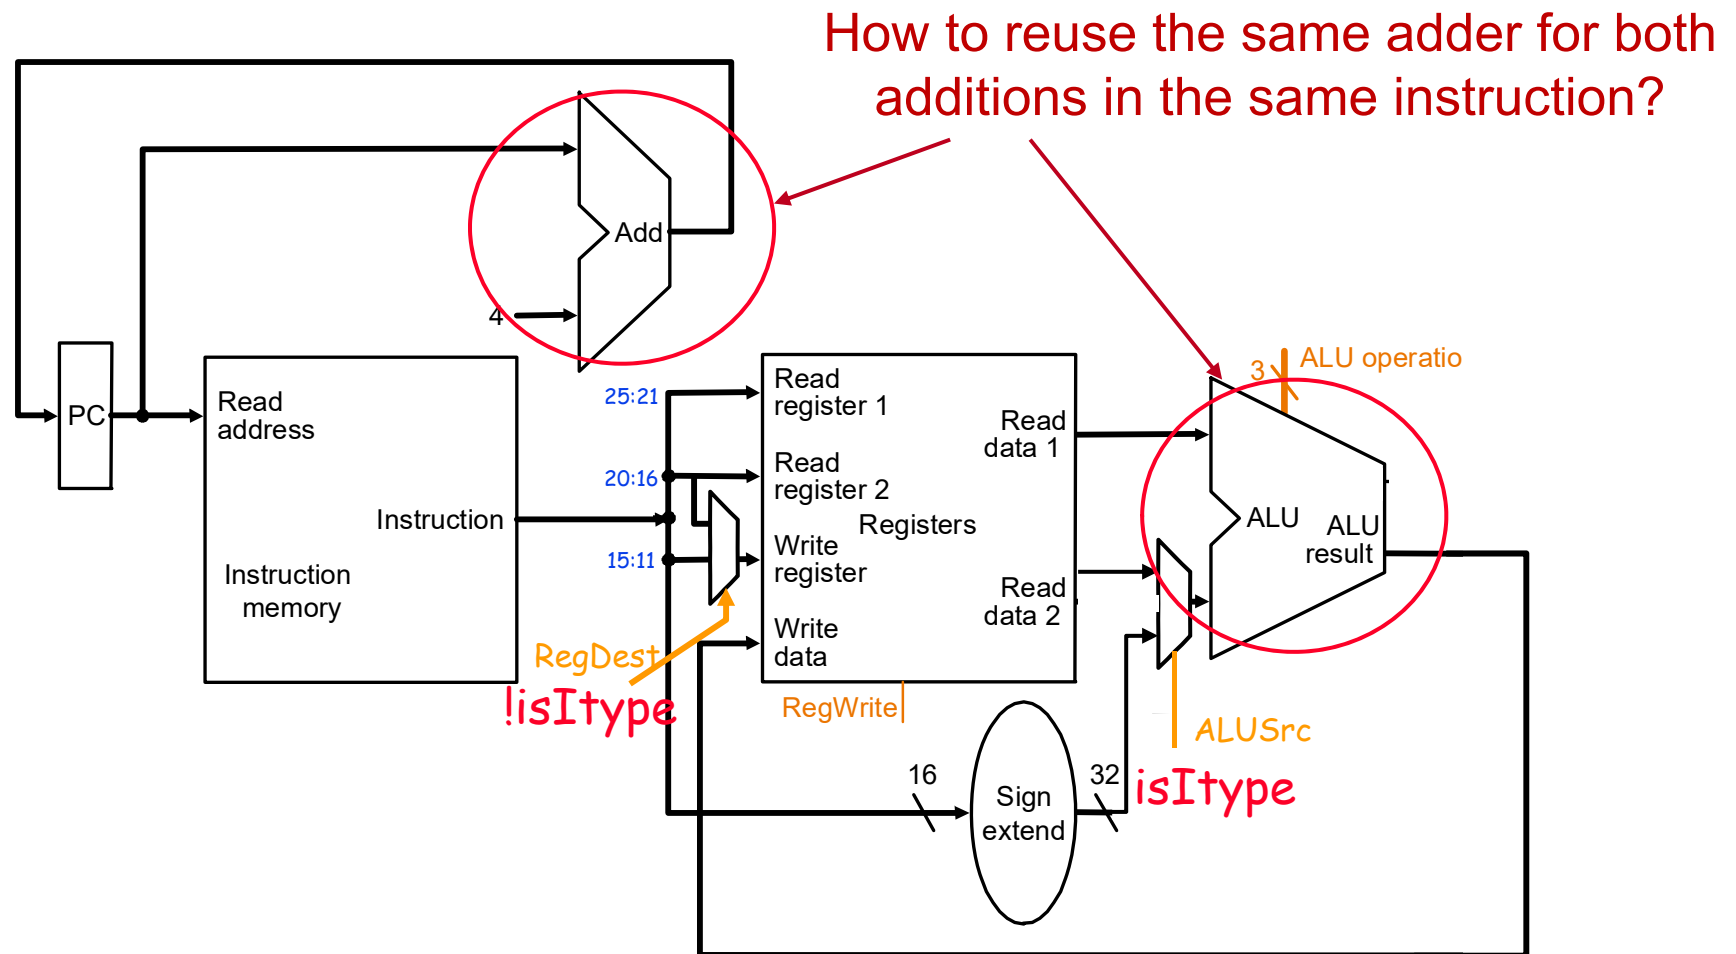 How to reuse the same adder for both
additions in the same instruction?
Add
4
PC
Read
address
Instruction
Instruction
memory
25:21
20:16
15:11
Read
register 1
Read
register 2
Registers
Write
register
Write
data
Read
data 1
Read
data 2
RegDest
!isItype
RegWrite
3
ALU operatio
ALU
ALU
result
ALUSrc
isItype
16
Sign
extend
32